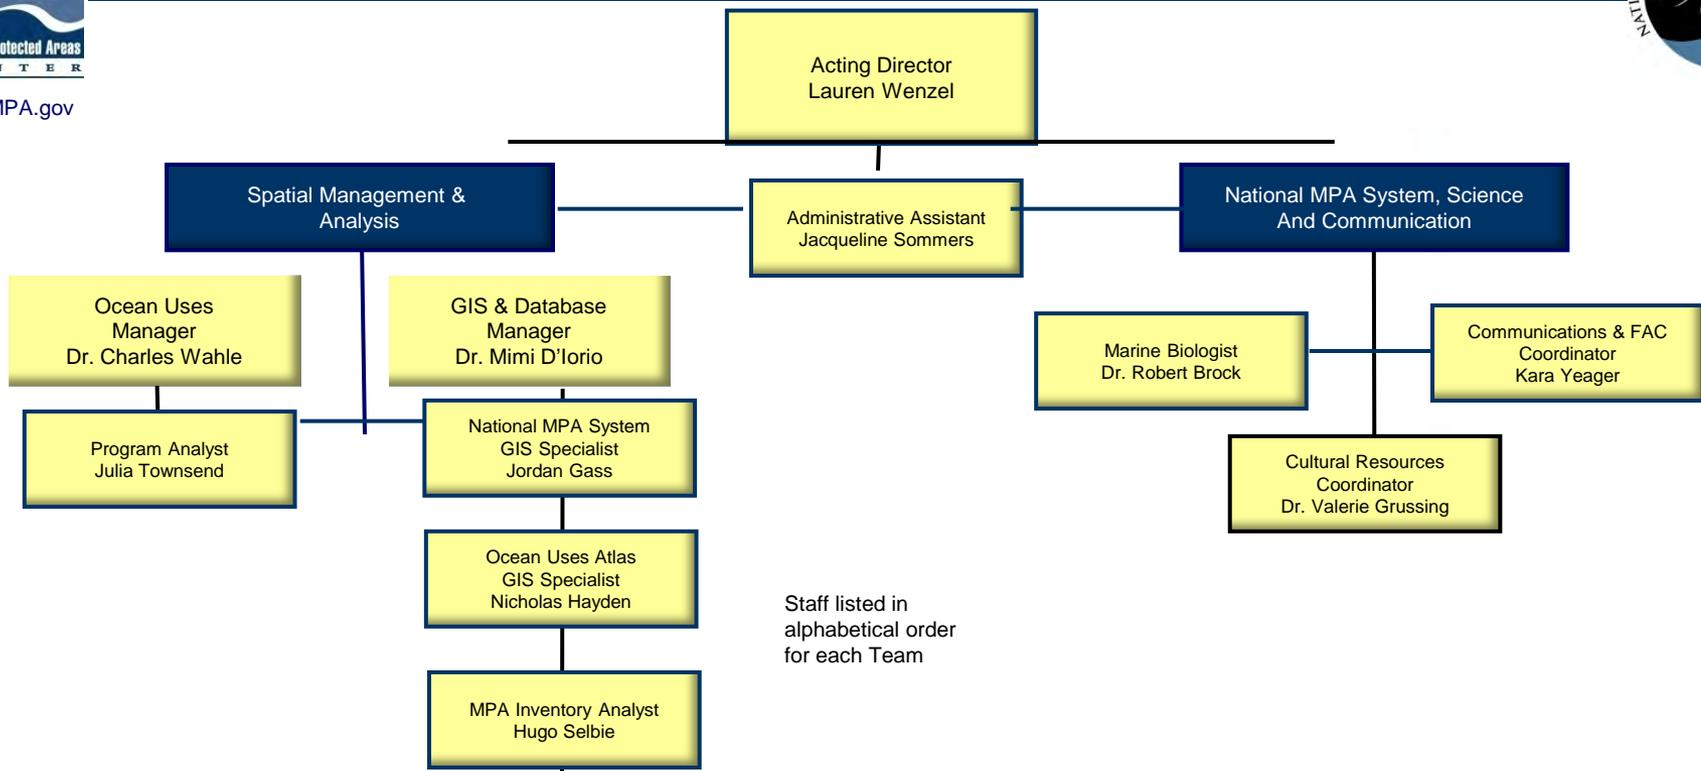 otected Areas
N T E R
MPA.gov
NATI
Acting Director
Lauren Wenzel
Spatial Management &
Analysis
Administrative Assistant
Jacqueline Sommers
National MPA System, Science
And Communication
Ocean Uses
Manager
Dr. Charles Wahle
GIS & Database
Manager
Dr. Mimi D'Iorio
Marine Biologist
Dr. Robert Brock
Communications & FAC
Coordinator
Kara Yeager
Program Analyst
Julia Townsend
National MPA System
GIS Specialist
Jordan Gass
Cultural Resources
Coordinator
Dr. Valerie Grussing
Ocean Uses Atlas
GIS Specialist
Nicholas Hayden
Staff listed in
alphabetical order
for each Team
MPA Inventory Analyst
Hugo Selbie